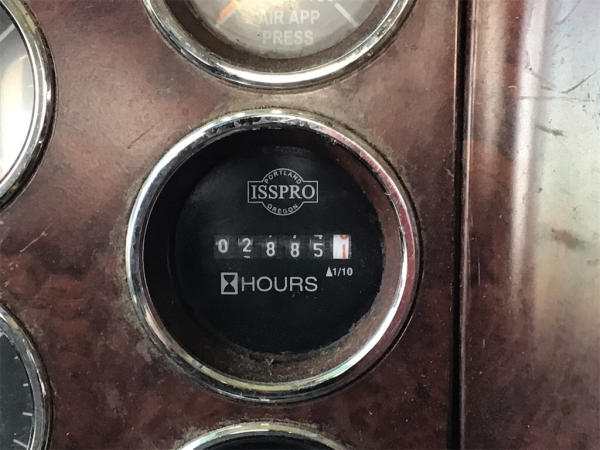 AIR APP
PRESS
PORTLAND
ISSPRO
OREGON
028851
▲1/10
HOURS